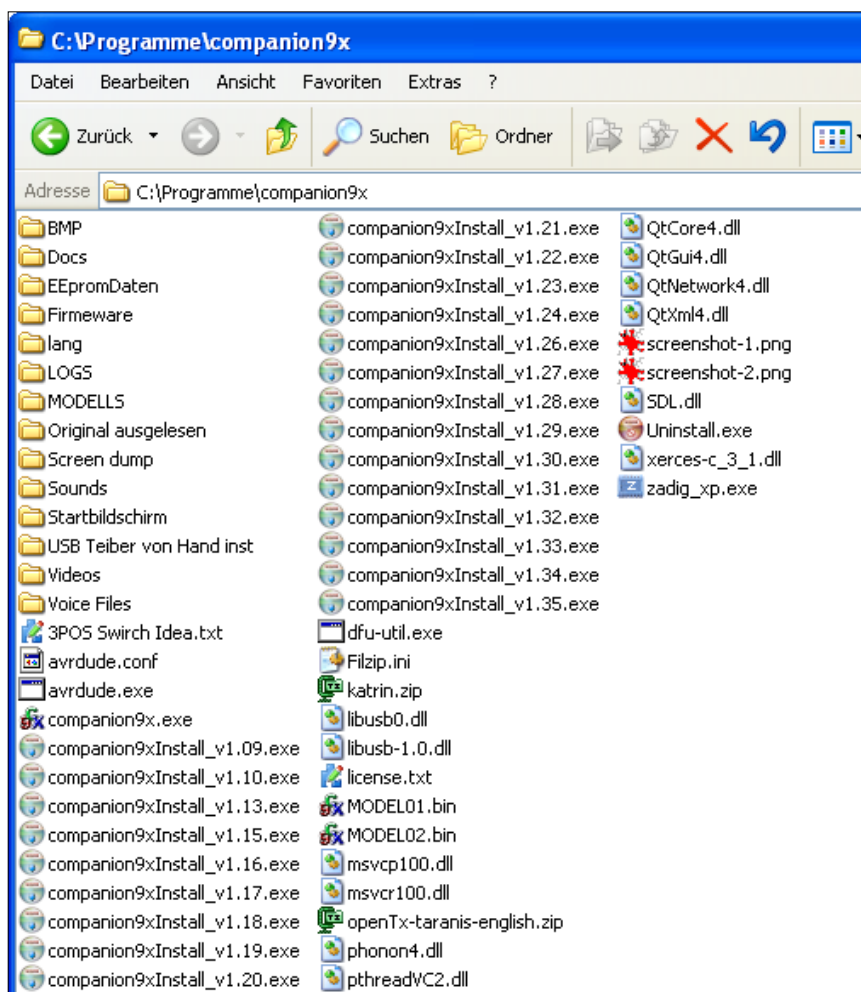 C:\Programme\companion9x
Datei Bearbeiten Ansicht Favoriten Extras ?
Zurück Suchen Ordner
Adresse C:\Programme\companion9x
BMP
Docs
EEpromDaten
Firmeware
lang
LOGS
MODELLS
Original ausgelesen
Screen dump
Sounds
Startbildschirm
USB Teiber von Hand inst
Videos
Voice Files
3POS Swirch Idea.txt
avrdude.conf
avrdude.exe
companion9x.exe
companion9xInstall_v1.09.exe
companion9xInstall_v1.10.exe
companion9xInstall_v1.13.exe
companion9xInstall_v1.15.exe
companion9xInstall_v1.16.exe
companion9xInstall_v1.17.exe
companion9xInstall_v1.18.exe
companion9xInstall_v1.19.exe
companion9xInstall_v1.20.exe
companion9xInstall_v1.21.exe
companion9xInstall_v1.22.exe
companion9xInstall_v1.23.exe
companion9xInstall_v1.24.exe
companion9xInstall_v1.26.exe
companion9xInstall_v1.27.exe
companion9xInstall_v1.28.exe
companion9xInstall_v1.29.exe
companion9xInstall_v1.30.exe
companion9xInstall_v1.31.exe
companion9xInstall_v1.32.exe
companion9xInstall_v1.33.exe
companion9xInstall_v1.34.exe
companion9xInstall_v1.35.exe
dfu-util.exe
Filzip.ini
katrin.zip
libusb0.dll
libusb-1.0.dll
license.txt
MODEL01.bin
MODEL02.bin
msvcp100.dll
msvcr100.dll
openTx-taranis-english.zip
phonon4.dll
pthreadVC2.dll
QtCore4.dll
QtGui4.dll
QtNetwork4.dll
QtXml4.dll
screenshot-1.png
screenshot-2.png
SDL.dll
Uninstall.exe
xerces-c_3_1.dll
zadig_xp.exe